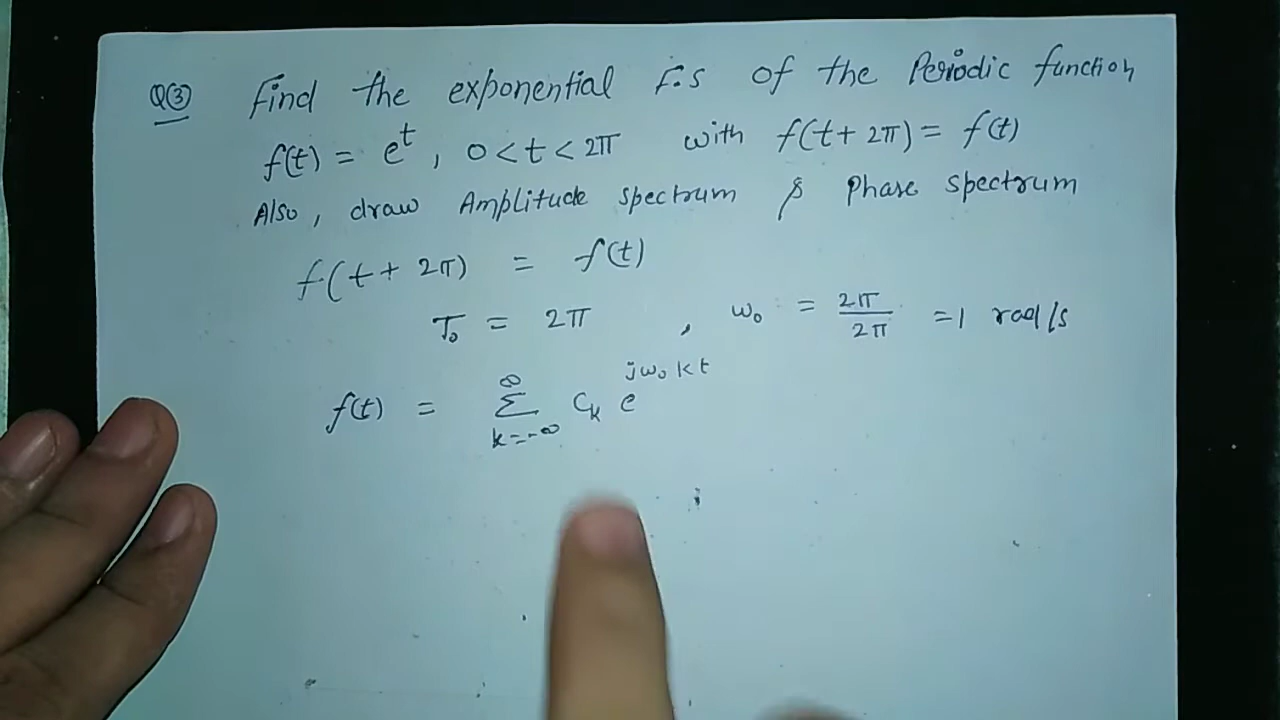 Q③ Find the exponential F.S of the Periodic function
f(t) = e^t , 0 < t < 2π with f(t + 2π) = f(t)
Also, draw Amplitude spectrum & Phase spectrum
f(t + 2π) = f(t)
T₀ = 2π , ω₀ = 2π/2π = 1 rad/s
f(t) = ∑_{k=-∞}^{∞} C_k e^{jω₀kt}